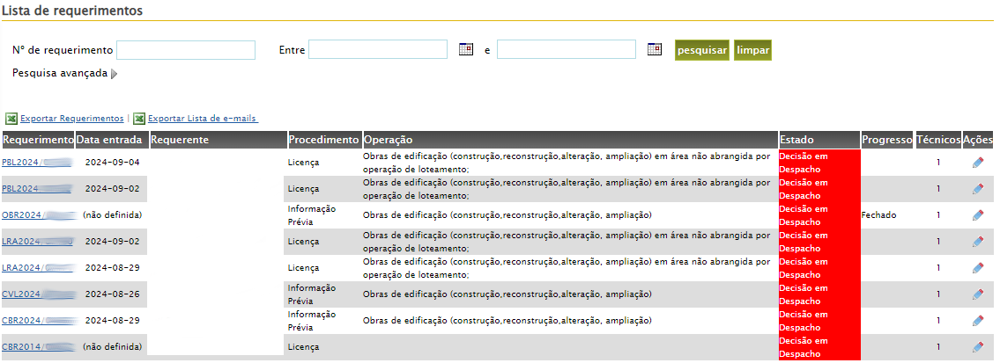 Lista de requerimentos
Nº de requerimento Entre e pesquisar limpar
Pesquisa avançada
Exportar Requerimentos | Exportar Lista de e-mails
Requerimento Data entrada Requerente Procedimento Operação Estado Progresso Técnicos Ações
PBL2024/ 2024-09-04 Licença Obras de edificação (construção,reconstrução,alteração, ampliação) em área não abrangida por operação de loteamento; Decisão em Despacho 1
PBL2024 2024-09-02 Licença Obras de edificação (construção,reconstrução,alteração, ampliação) em área não abrangida por operação de loteamento; Decisão em Despacho 1
OBR2024/ (não definida) Informação Prévia Obras de edificação (construção,reconstrução,alteração, ampliação) Decisão em Despacho Fechado 1
LRA2024/ 2024-09-02 Licença Obras de edificação (construção,reconstrução,alteração, ampliação) em área não abrangida por operação de loteamento; Decisão em Despacho 1
LRA2024/ 2024-08-29 Licença Obras de edificação (construção,reconstrução,alteração, ampliação) em área não abrangida por operação de loteamento; Decisão em Despacho 1
CVL2024 2024-08-26 Informação Prévia Obras de edificação (construção,reconstrução,alteração, ampliação) Decisão em Despacho 1
CBR2024/ 2024-08-29 Informação Prévia Obras de edificação (construção,reconstrução,alteração, ampliação) Decisão em Despacho 1
CBR2014/ (não definida) Licença Decisão em Despacho 1